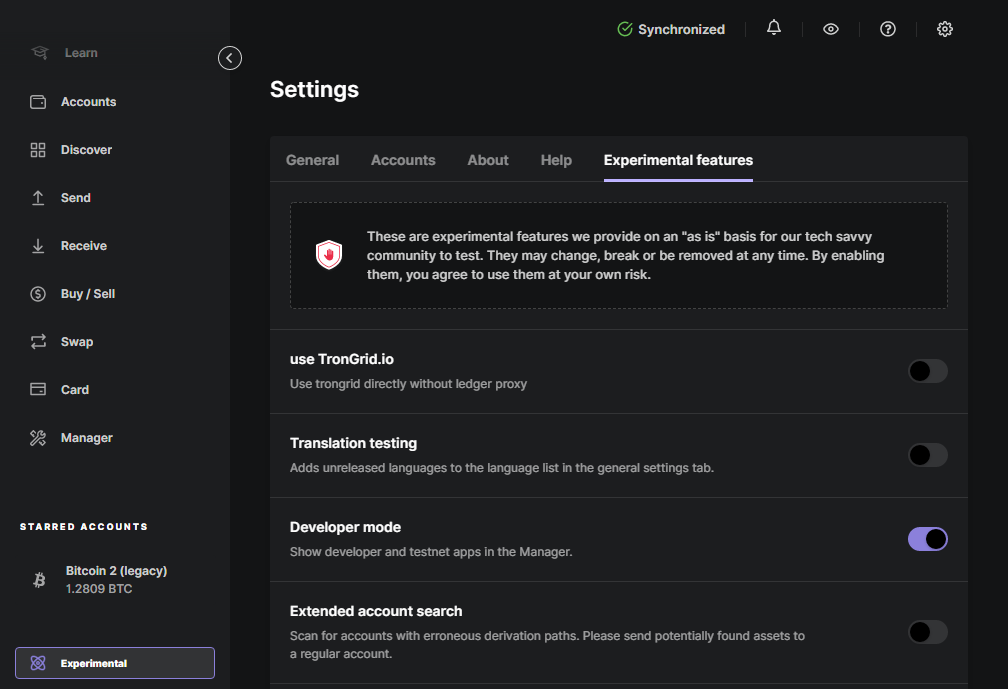 Synchronized
Learn
Accounts
Discover
Send
Receive
Buy / Sell
Swap
Card
Manager
STARRED ACCOUNTS
Bitcoin 2 (legacy)
1.2809 BTC
Experimental
Settings
General Accounts About Help Experimental features
These are experimental features we provide on an "as is" basis for our tech savvy
community to test. They may change, break or be removed at any time. By enabling
them, you agree to use them at your own risk.
use TronGrid.io
Use trongrid directly without ledger proxy
Translation testing
Adds unreleased languages to the language list in the general settings tab.
Developer mode
Show developer and testnet apps in the Manager.
Extended account search
Scan for accounts with erroneous derivation paths. Please send potentially found assets to
a regular account.